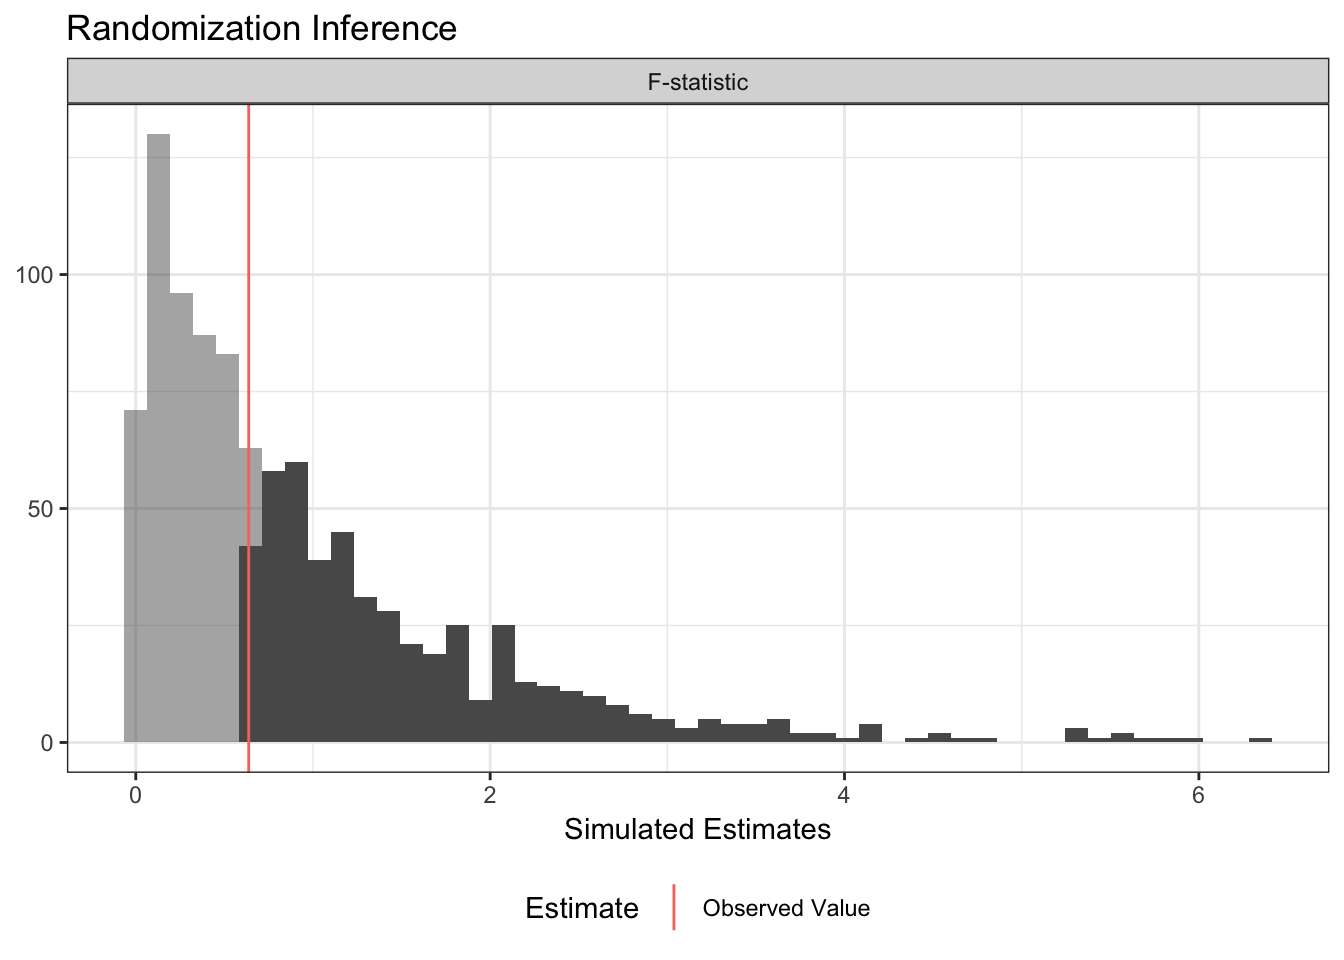 Randomization Inference
F-statistic
100
50
0
0 2 4 6
Simulated Estimates
Estimate Observed Value